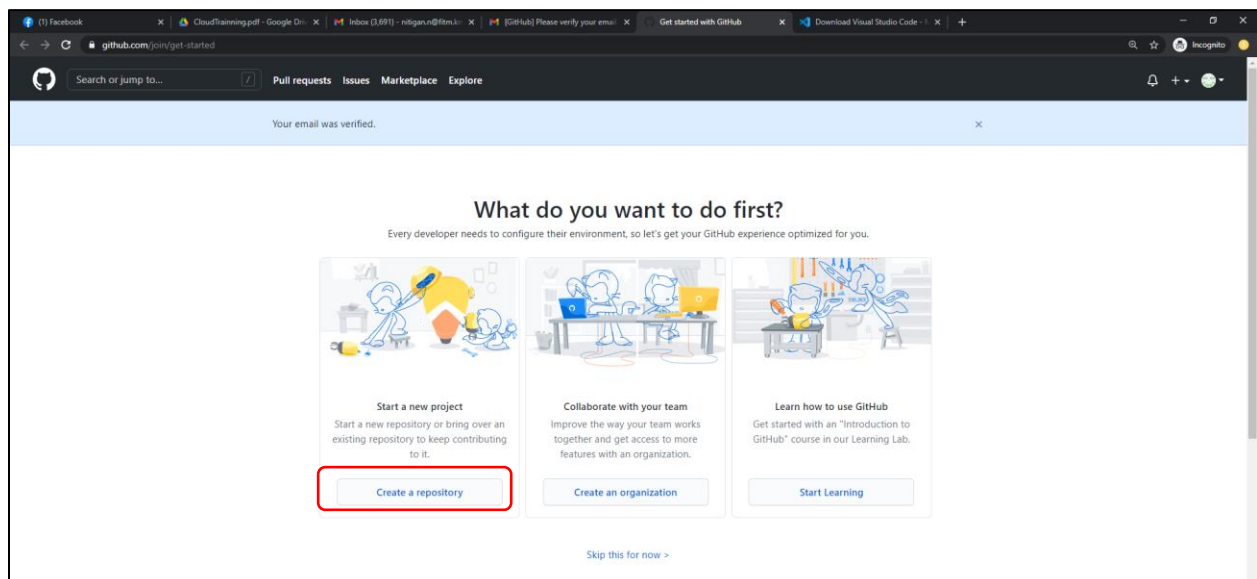 (1) Facebook
CloudTrainning.pdf - Google Dri
Inbox (3,691) - nitigan.n@fitm.k
[GitHub] Please verify your email
Get started with GitHub
Download Visual Studio Code -
github.com/join/get-started
Incognito
Search or jump to...
/
Pull requests Issues Marketplace Explore
Your email was verified.
What do you want to do first?
Every developer needs to configure their environment, so let's get your GitHub experience optimized for you.
Start a new project
Start a new repository or bring over an
existing repository to keep contributing
to it.
Create a repository
Collaborate with your team
Improve the way your team works
together and get access to more
features with an organization.
Create an organization
Learn how to use GitHub
Get started with an "Introduction to
GitHub" course in our Learning Lab.
Start Learning
Skip this for now >